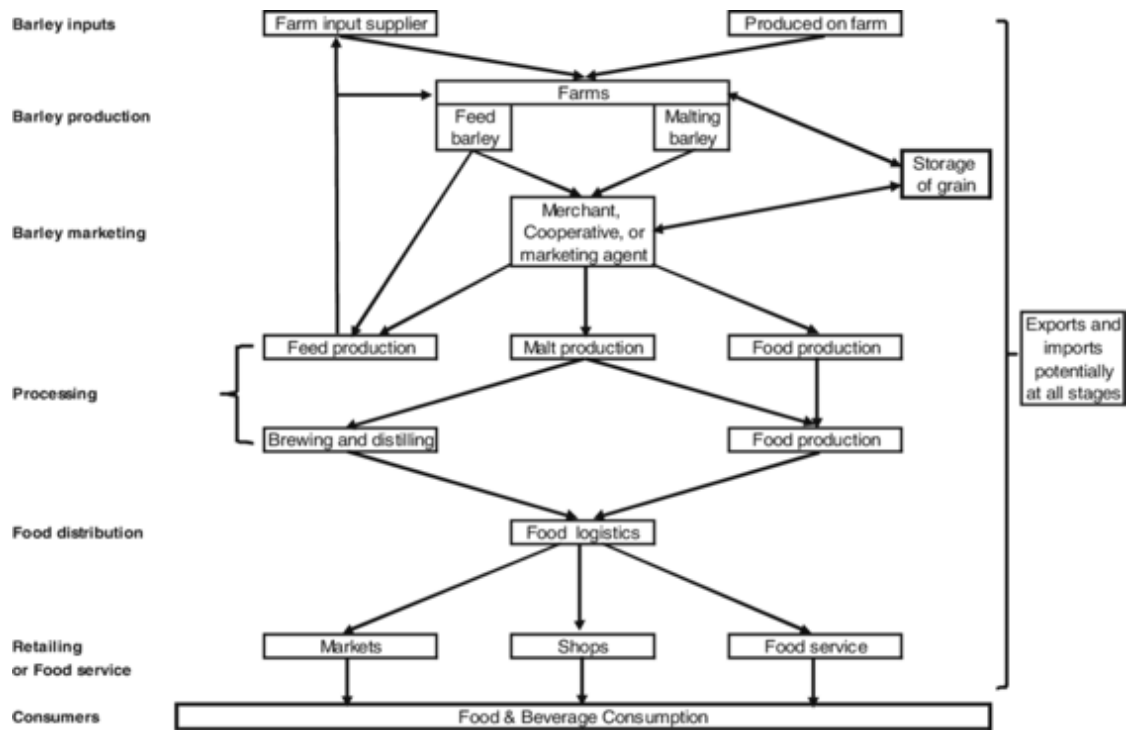 Barley inputs
Farm input supplier
Produced on farm
Farms
Barley production
Feed
barley
Malting
barley
Storage
of grain
Barley marketing
Merchant,
Cooperative, or
marketing agent
Exports and
imports
potentially
at all stages
Feed production
Malt production
Food production
Processing
Brewing and distilling
Food production
Food distribution
Food logistics
Retailing
or Food service
Markets
Shops
Food service
Consumers
Food & Beverage Consumption